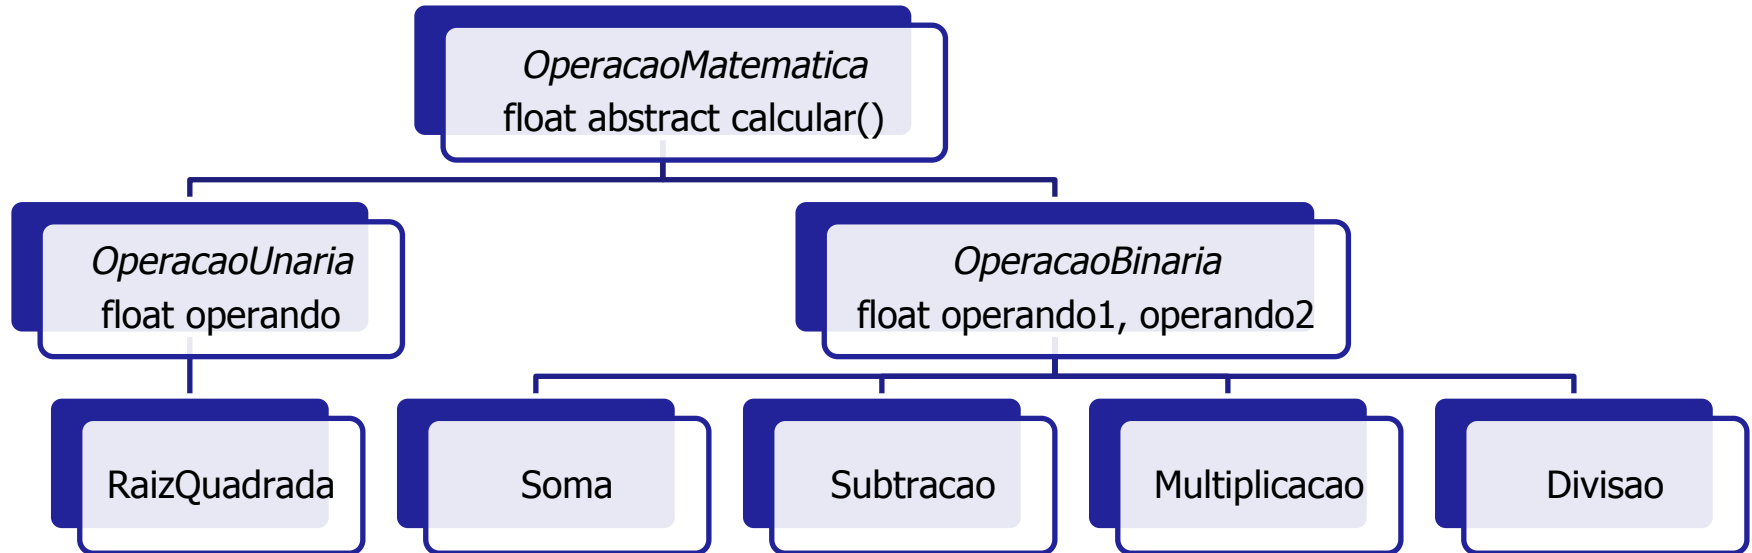 OperacaoMatematica
float abstract calcular()
OperacaoUnaria
float operando
OperacaoBinaria
float operando1, operando2
RaizQuadrada
Soma
Subtracao
Multiplicacao
Divisao